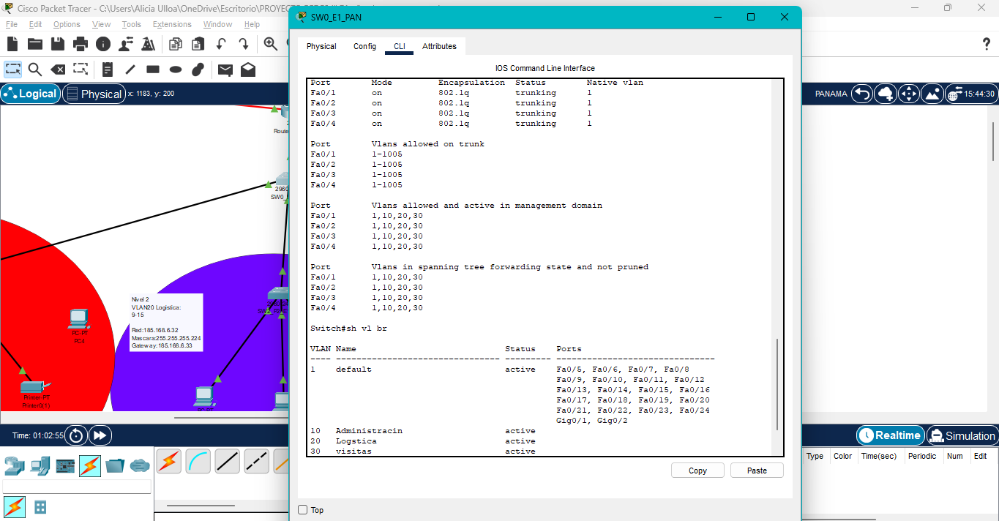 Cisco Packet Tracer - C:\Users\Alicia Ulloa\OneDrive\Escritorio\PROYEC
File Edit Options View Tools Extensions Window Help
Logical Physical x: 1183, y: 200
PANAMA 15:44:30
SW0_E1_PAN
Physical Config CLI Attributes
IOS Command Line Interface
Port Mode Encapsulation Status Native vlan
Fa0/1 on 802.1q trunking 1
Fa0/2 on 802.1q trunking 1
Fa0/3 on 802.1q trunking 1
Fa0/4 on 802.1q trunking 1
Port Vlans allowed on trunk
Fa0/1 1-1005
Fa0/2 1-1005
Fa0/3 1-1005
Fa0/4 1-1005
Port Vlans allowed and active in management domain
Fa0/1 1,10,20,30
Fa0/2 1,10,20,30
Fa0/3 1,10,20,30
Fa0/4 1,10,20,30
Port Vlans in spanning tree forwarding state and not pruned
Fa0/1 1,10,20,30
Fa0/2 1,10,20,30
Fa0/3 1,10,20,30
Fa0/4 1,10,20,30
Switch#sh vl br
VLAN Name Status Ports
---- -------------------------------- --------- -------------------------------
1 default active Fa0/5, Fa0/6, Fa0/7, Fa0/8
Fa0/9, Fa0/10, Fa0/11, Fa0/12
Fa0/13, Fa0/14, Fa0/15, Fa0/16
Fa0/17, Fa0/18, Fa0/19, Fa0/20
Fa0/21, Fa0/22, Fa0/23, Fa0/24
Gig0/1, Gig0/2
10 Administracin active
20 Logstica active
30 visitas active
Copy Paste
Top
Route
2960
SW0_
Nivel 2
VLAN20 Logistica:
9-15
Red:185.168.6.32
Mascara:255.255.255.224
Gateway:185.168.6.33
PC-PT
PC4
Printer-PT
Printer0(1)
PC-PT
Time: 01:02:55
Realtime Simulation
Type Color Time(sec) Periodic Num Edit